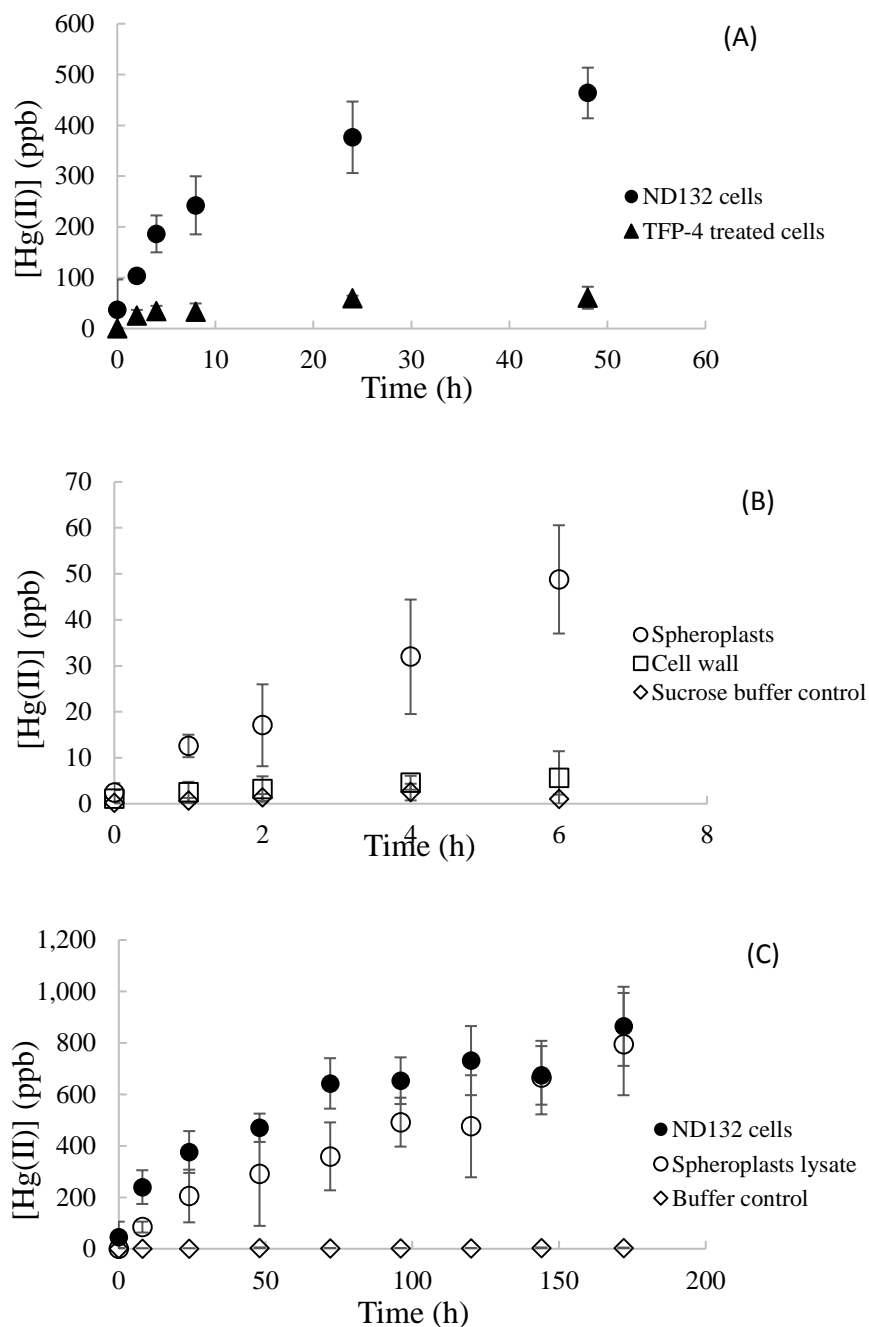 (A)
[Hg(II)] (ppb)
600
500
400
300
200
100
0
0 10 20 30 40 50 60
Time (h)
ND132 cells
TFP-4 treated cells
(B)
[Hg(II)] (ppb)
70
60
50
40
30
20
10
0
0 2 4 6 8
Time (h)
Spheroplasts
Cell wall
Sucrose buffer control
(C)
[Hg(II)] (ppb)
1,200
1,000
800
600
400
200
0
0 50 100 150 200
Time (h)
ND132 cells
Spheroplasts lysate
Buffer control